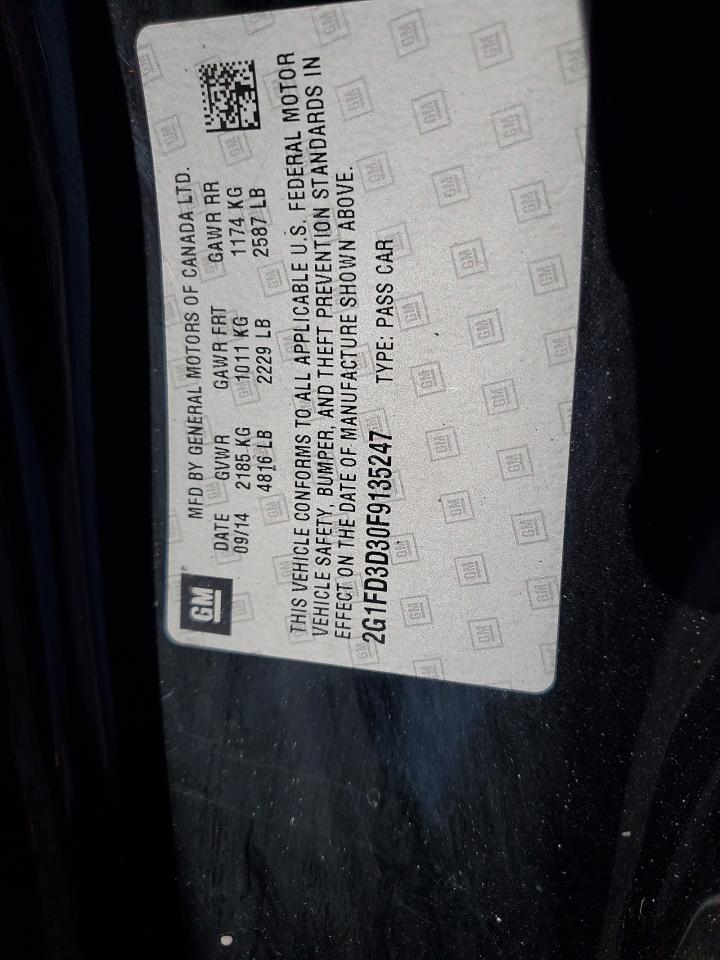 GM
MFD BY GENERAL MOTORS OF CANADA LTD.
DATE GVWR GAWR FRT GAWR RR
09/14 2185 KG 1011 KG 1174 KG
4816 LB 2229 LB 2587 LB
THIS VEHICLE CONFORMS TO ALL APPLICABLE U.S. FEDERAL MOTOR
VEHICLE SAFETY, BUMPER, AND THEFT PREVENTION STANDARDS IN
EFFECT ON THE DATE OF MANUFACTURE SHOWN ABOVE.
2G1FD3D30F9135247 TYPE: PASS CAR